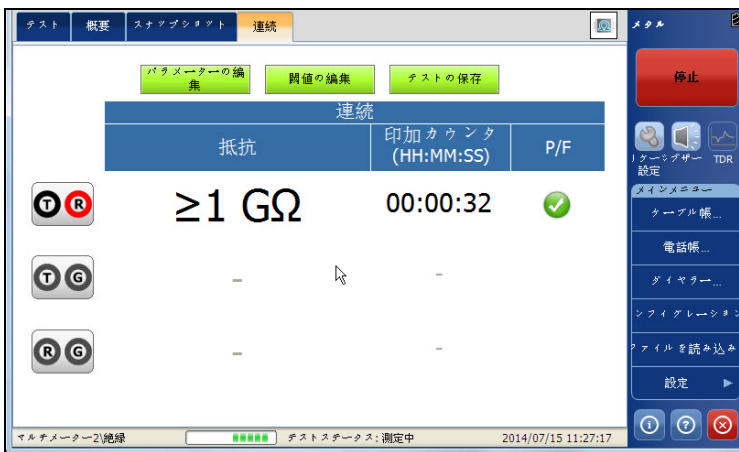 テスト 概要 スナップショット 連続
パラメーターの編
集
閾値の編集
テストの保存
連続
抵抗
印加カウンタ
(HH:MM:SS)
P/F
T R ≥1 GΩ 00:00:32
T G – –
R G – –
マルチメーター2\絶縁 テストステータス: 測定中 2014/07/15 11:27:17
メタル
停止
リケーシブザー TDR
設定
メインメニュー
ケーブル帳...
電話帳...
ダイヤラー...
ンフィグレーション
ファイルを読み込み
設定